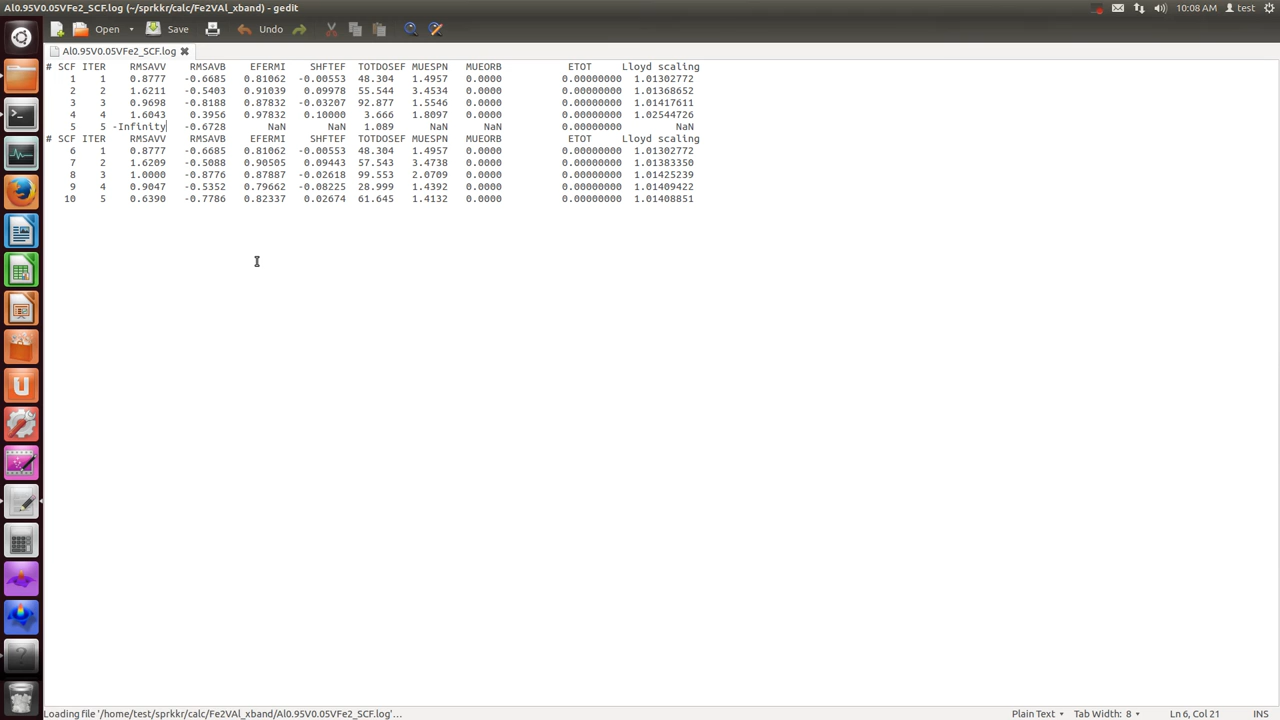 Al0.95V0.05VFe2_SCF.log (~/sprkkr/calc/Fe2VAl_xband) - gedit
10:08 AM test
Open Undo Save
Al0.95V0.05VFe2_SCF.log
# SCF ITER RMSAVV RMSAVB EFERMI SHFTEF TOTDOSEF MUESPN MUEORB ETOT Lloyd scaling
1 1 0.8777 -0.6685 0.81062 -0.00553 48.304 1.4957 0.0000 0.00000000 1.01302772
2 2 1.6211 -0.5403 0.91039 0.09978 55.544 3.4534 0.0000 0.00000000 1.01368652
3 3 0.9698 -0.8188 0.87832 -0.03207 92.877 1.5546 0.0000 0.00000000 1.01417611
4 4 1.6043 0.3956 0.97832 0.10000 3.666 1.8097 0.0000 0.00000000 1.02544726
5 5 -Infinity -0.6728 NaN NaN 1.089 NaN NaN 0.00000000 NaN
# SCF ITER RMSAVV RMSAVB EFERMI SHFTEF TOTDOSEF MUESPN MUEORB ETOT Lloyd scaling
6 1 0.8777 -0.6685 0.81062 -0.00553 48.304 1.4957 0.0000 0.00000000 1.01302772
7 2 1.6209 -0.5088 0.90505 0.09443 57.543 3.4738 0.0000 0.00000000 1.01383350
8 3 1.0000 -0.8776 0.87887 -0.02618 99.553 2.0709 0.0000 0.00000000 1.01425239
9 4 0.9047 -0.5352 0.79662 -0.08225 28.999 1.4392 0.0000 0.00000000 1.01409422
10 5 0.6390 -0.7786 0.82337 0.02674 61.645 1.4132 0.0000 0.00000000 1.01408851
Loading file '/home/test/sprkkr/calc/Fe2VAl_xband/Al0.95V0.05VFe2_SCF.log'…
Plain Text Tab Width: 8 Ln 6, Col 21 INS